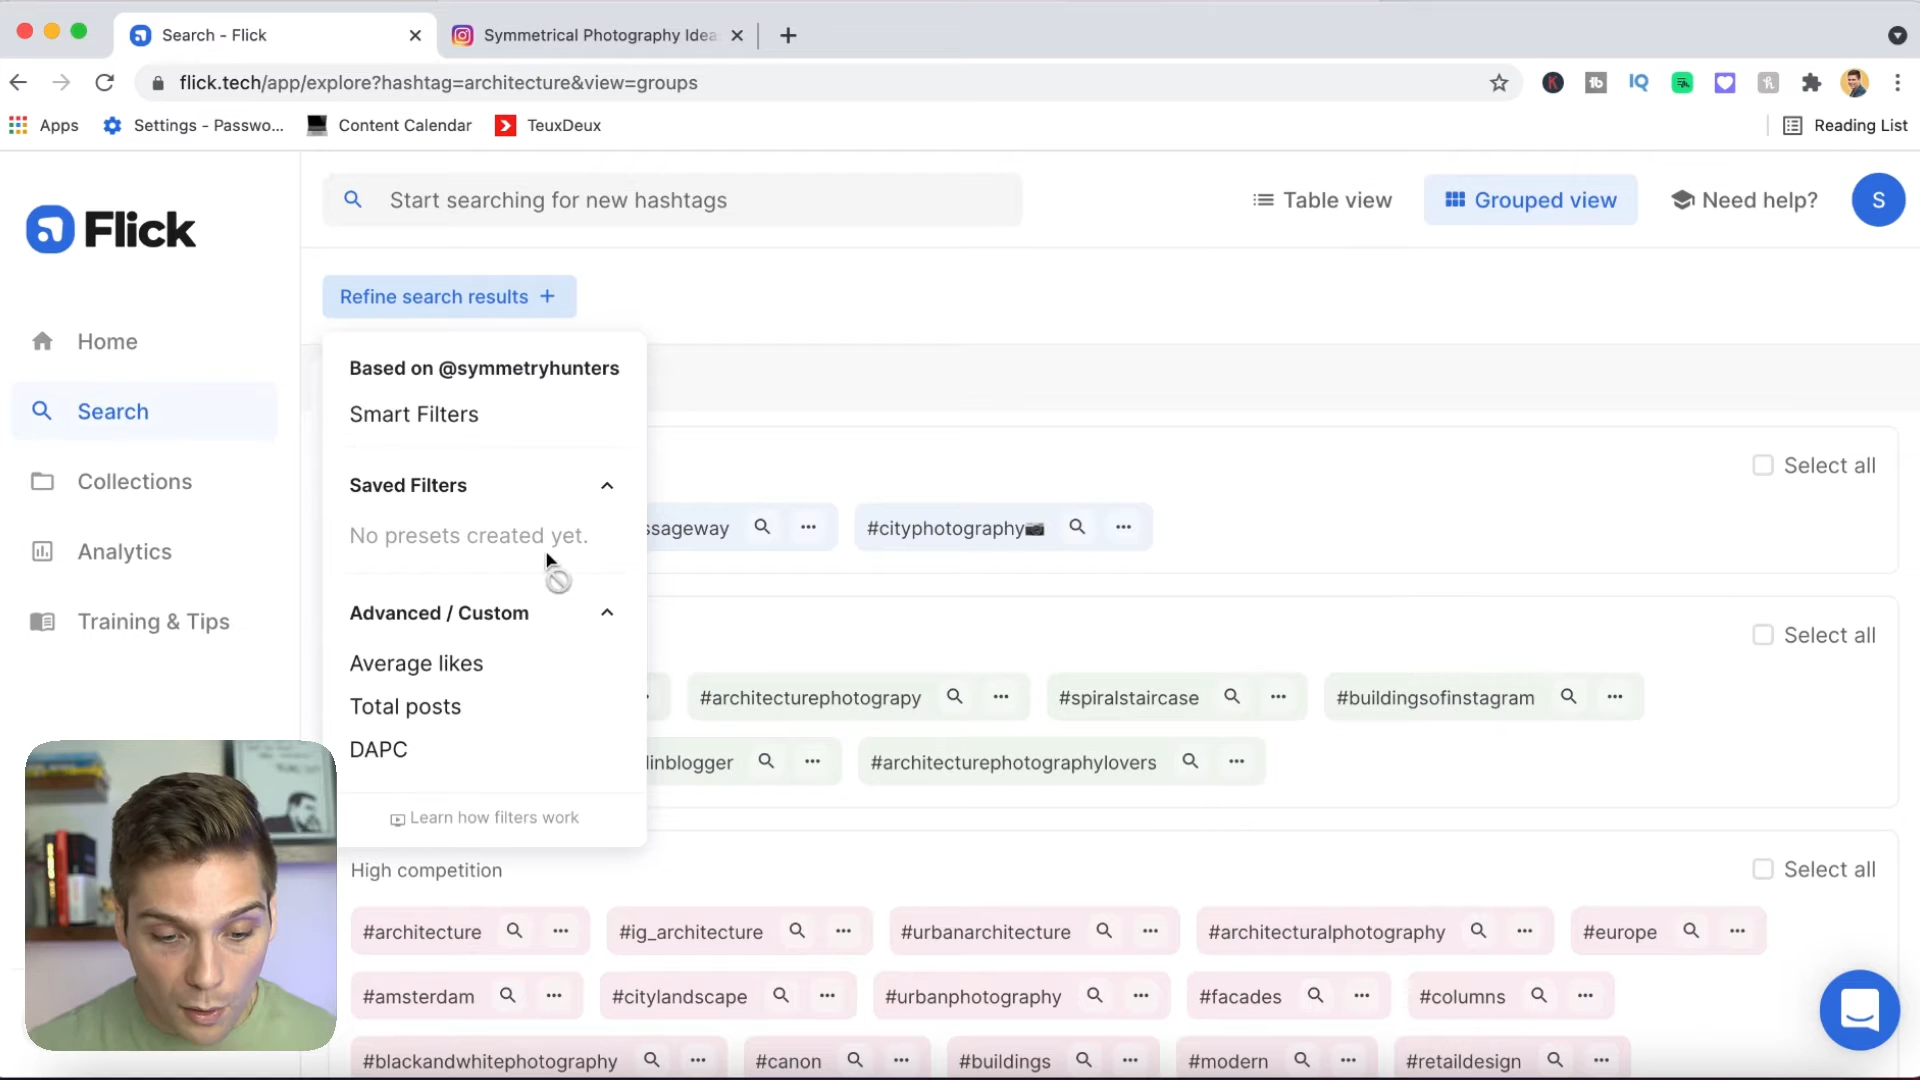 Search - Flick
Symmetrical Photography Idea
flick.tech/app/explore?hashtag=architecture&view=groups
Apps
Settings - Passwo...
Content Calendar
TeuxDeux
Reading List
Flick
Start searching for new hashtags
Table view
Grouped view
Need help?
S
Refine search results +
Home
Search
Collections
Analytics
Training & Tips
Based on @symmetryhunters
Smart Filters
Saved Filters
No presets created yet.
Advanced / Custom
Average likes
Total posts
DAPC
Learn how filters work
Select all
ssageway
#cityphotography📷
Select all
#architecturephotograpy
#spiralstaircase
#buildingsofinstagram
linblogger
#architecturephotographylovers
High competition
Select all
#architecture
#ig_architecture
#urbanarchitecture
#architecturalphotography
#europe
#amsterdam
#citylandscape
#urbanphotography
#facades
#columns
#blackandwhitephotography
#canon
#buildings
#modern
#retaildesign